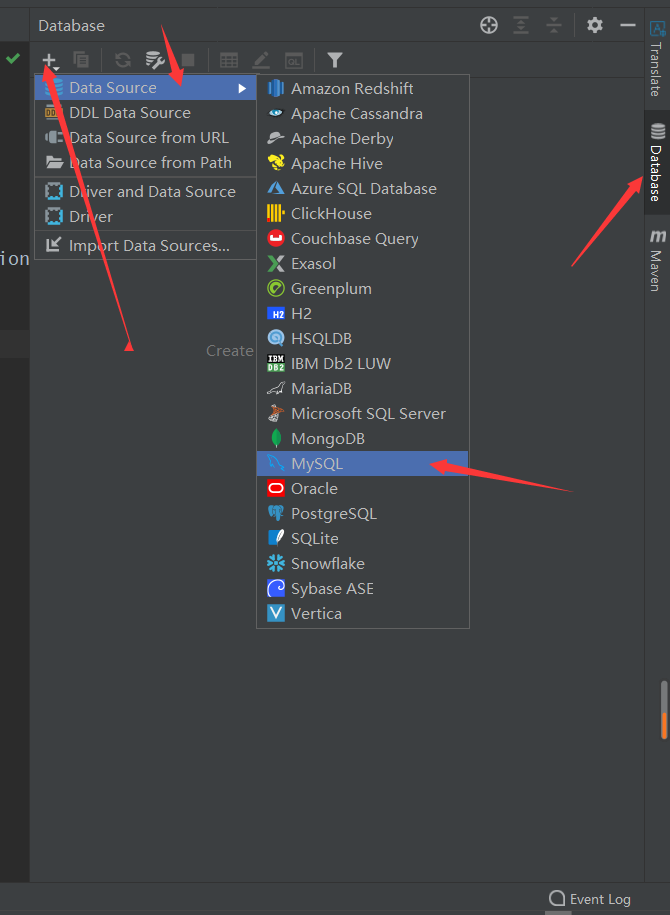 Database
Data Source
DDL Data Source
Data Source from URL
Data Source from Path
Driver and Data Source
Driver
Import Data Sources...
Amazon Redshift
Apache Cassandra
Apache Derby
Apache Hive
Azure SQL Database
ClickHouse
Couchbase Query
Exasol
Greenplum
H2
H2
HSQLDB
IBM
DB2
IBM Db2 LUW
MariaDB
Microsoft SQL Server
MongoDB
MySQL
Oracle
PostgreSQL
SQLite
Snowflake
Sybase ASE
Vertica
ion
Create
Translate
Database
m
Maven
Event Log